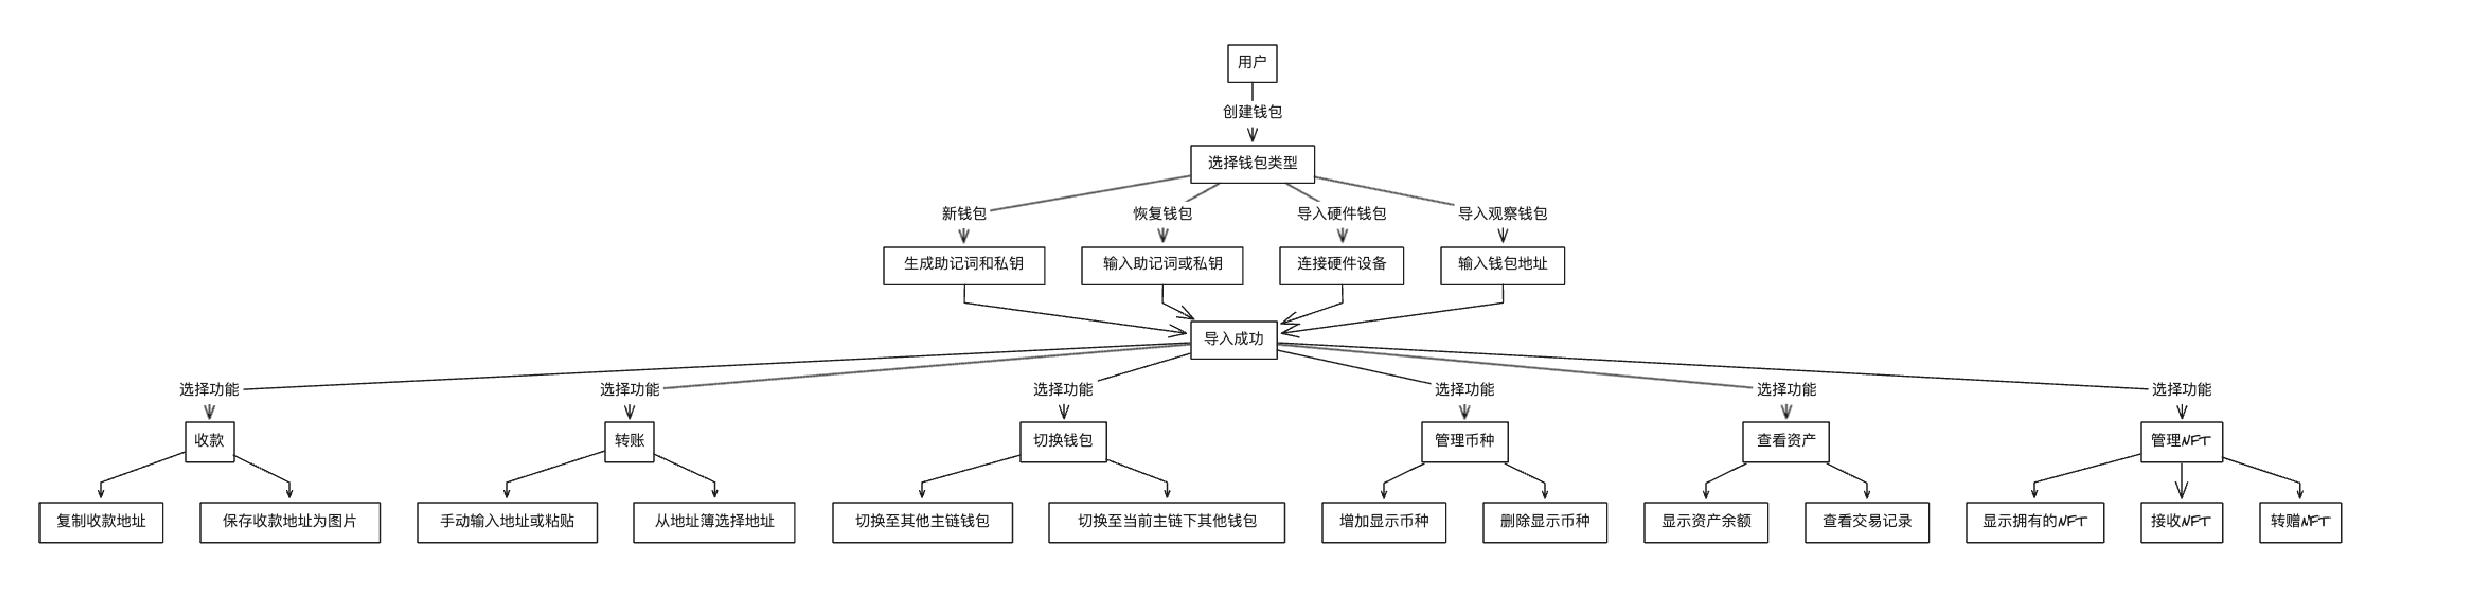 用户
创建钱包
选择钱包类型
新钱包
恢复钱包
导入硬件钱包
导入观察钱包
生成助记词和私钥
输入助记词或私钥
连接硬件设备
输入钱包地址
导入成功
选择功能
选择功能
选择功能
选择功能
选择功能
选择功能
收款
转账
切换钱包
管理币种
查看资产
管理NFT
复制收款地址
保存收款地址为图片
手动输入地址或粘贴
从地址簿选择地址
切换至其他主链钱包
切换至当前主链下其他钱包
增加显示币种
删除显示币种
显示资产余额
查看交易记录
显示拥有的NFT
接收NFT
转赠NFT